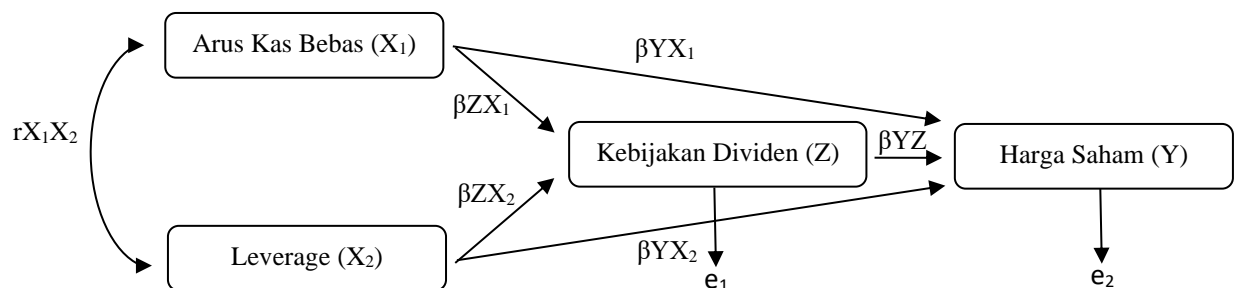 Arus Kas Bebas (X₁)
βYX₁
βZX₁
rX₁X₂
Kebijakan Dividen (Z)
βYZ
Harga Saham (Y)
βZX₂
Leverage (X₂)
βYX₂
e₁
e₂